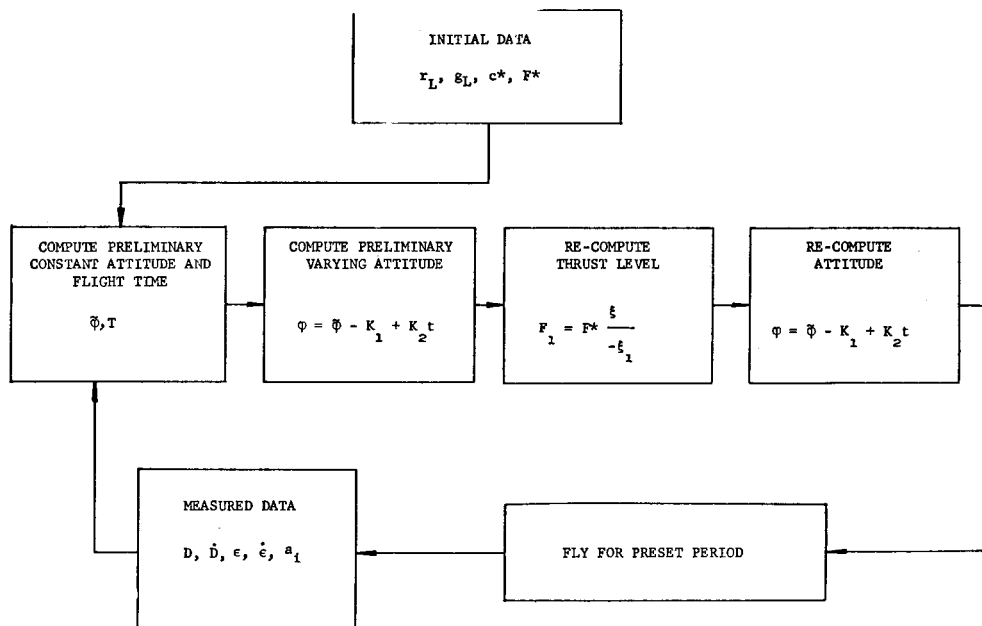 INITIAL DATA
r_L, g_L, c*, F*
COMPUTE PRELIMINARY
CONSTANT ATTITUDE AND
FLIGHT TIME
φ̃, T
COMPUTE PRELIMINARY
VARYING ATTITUDE
φ = φ̃ - K_1 + K_2 t
RE-COMPUTE
THRUST LEVEL
F_1 = F* ξ / -ξ_1
RE-COMPUTE
ATTITUDE
φ = φ̃ - K_1 + K_2 t
MEASURED DATA
D, Ḋ, ϵ, ϵ̇, a_i
FLY FOR PRESET PERIOD